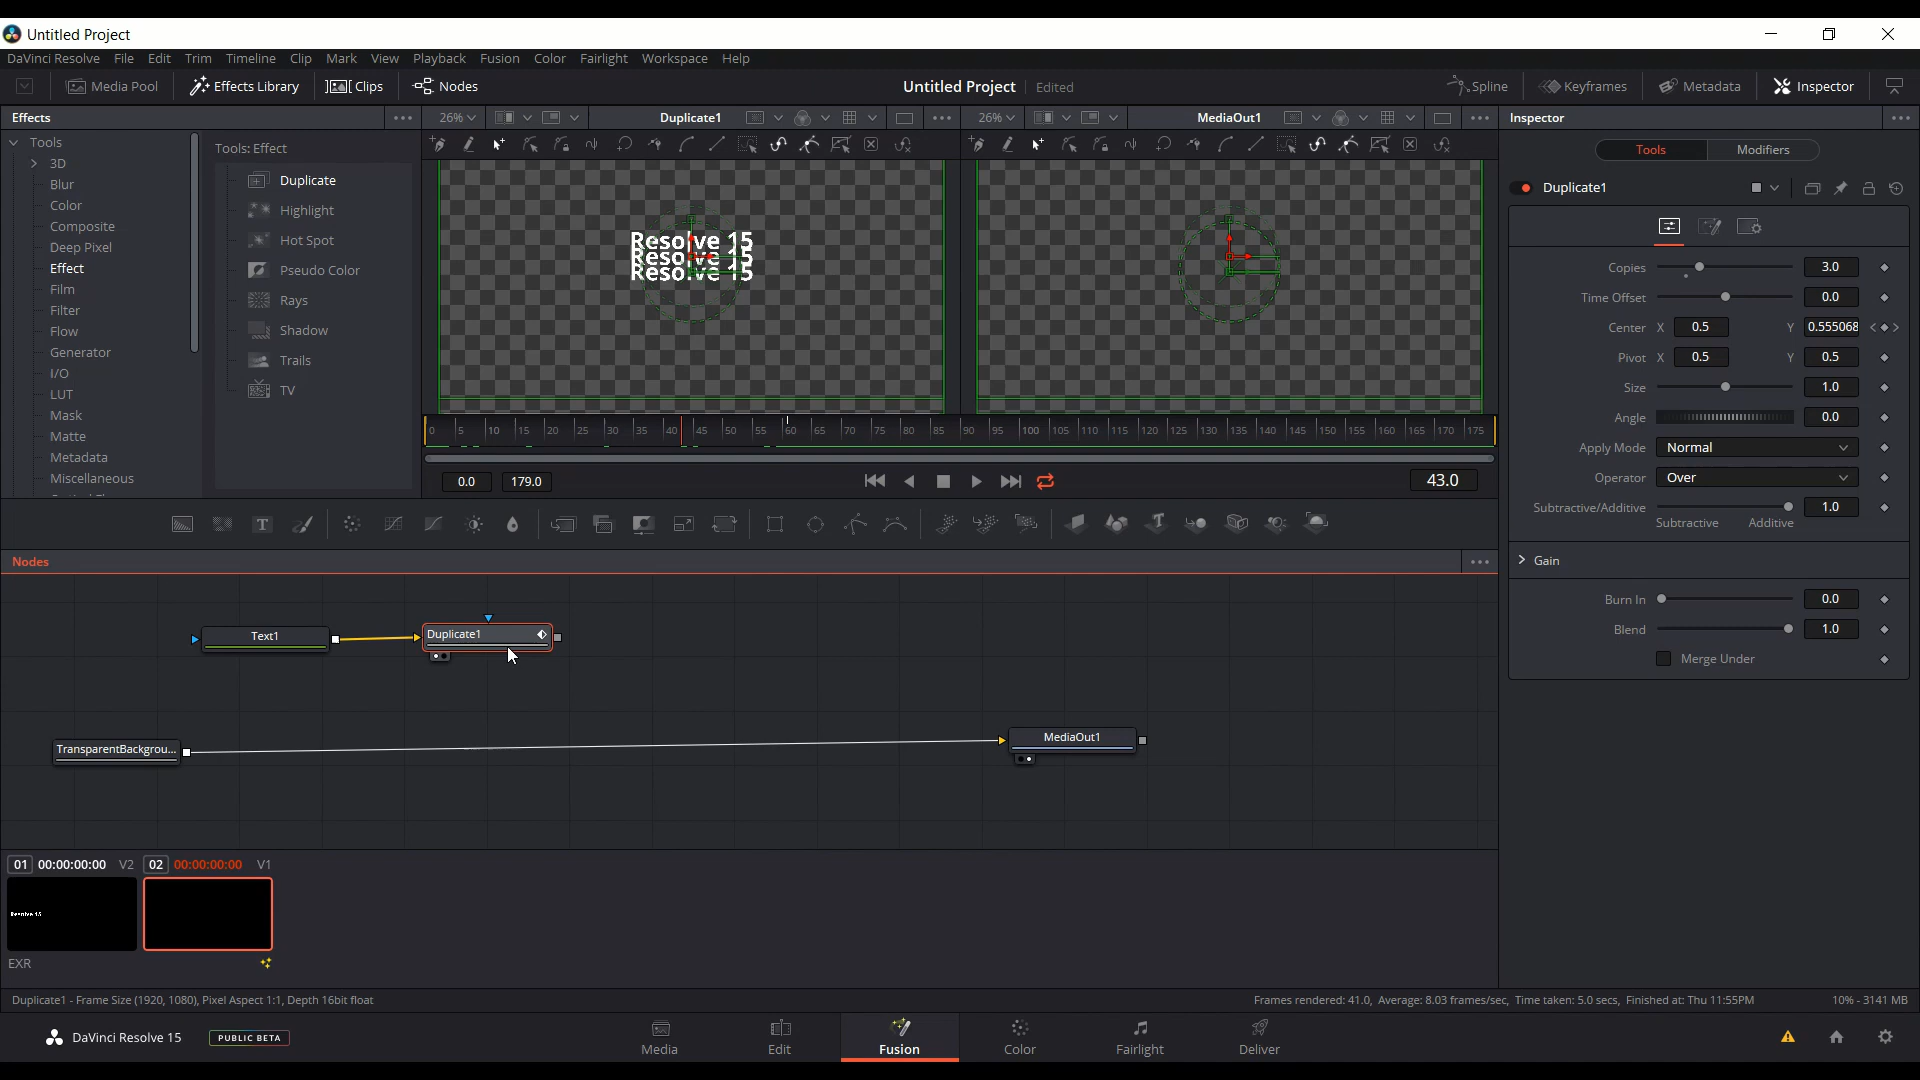 Untitled Project
DaVinci Resolve File Edit Trim Timeline Clip Mark View Playback Fusion Color Fairlight Workspace Help
Media Pool Effects Library Clips Nodes Untitled Project Edited Spline Keyframes Metadata Inspector
Effects 26% Duplicate1 26% MediaOut1 Inspector
Tools
3D
Blur
Color
Composite
Deep Pixel
Effect
Film
Filter
Flow
Generator
I/O
LUT
Mask
Matte
Metadata
Miscellaneous
Tools: Effect
Duplicate
Highlight
Hot Spot
Pseudo Color
Rays
Shadow
Trails
TV
Resolve 15
Resolve 15
Resolve 15
0 5 10 15 20 25 30 35 40 45 50 55 60 65 70 75 80 85 90 95 100 105 110 115 120 125 130 135 140 145 150 155 160 165 170 175
0.0 179.0 43.0
Tools Modifiers
Duplicate1
Copies 3.0
Time Offset 0.0
Center X 0.5 Y 0.555068
Pivot X 0.5 Y 0.5
Size 1.0
Angle 0.0
Apply Mode Normal
Operator Over
Subtractive/Additive 1.0
Subtractive Additive
Gain
Burn In 0.0
Blend 1.0
Merge Under
Nodes
Text1 Duplicate1
TransparentBackgrou... MediaOut1
01 00:00:00:00 V2 02 00:00:00:00 V1
Resolve 15
EXR
Duplicate1 - Frame Size (1920, 1080), Pixel Aspect 1:1, Depth 16bit float Frames rendered: 41.0, Average: 8.03 frames/sec, Time taken: 5.0 secs, Finished at: Thu 11:55PM 10% - 3141 MB
DaVinci Resolve 15 PUBLIC BETA Media Edit Fusion Color Fairlight Deliver